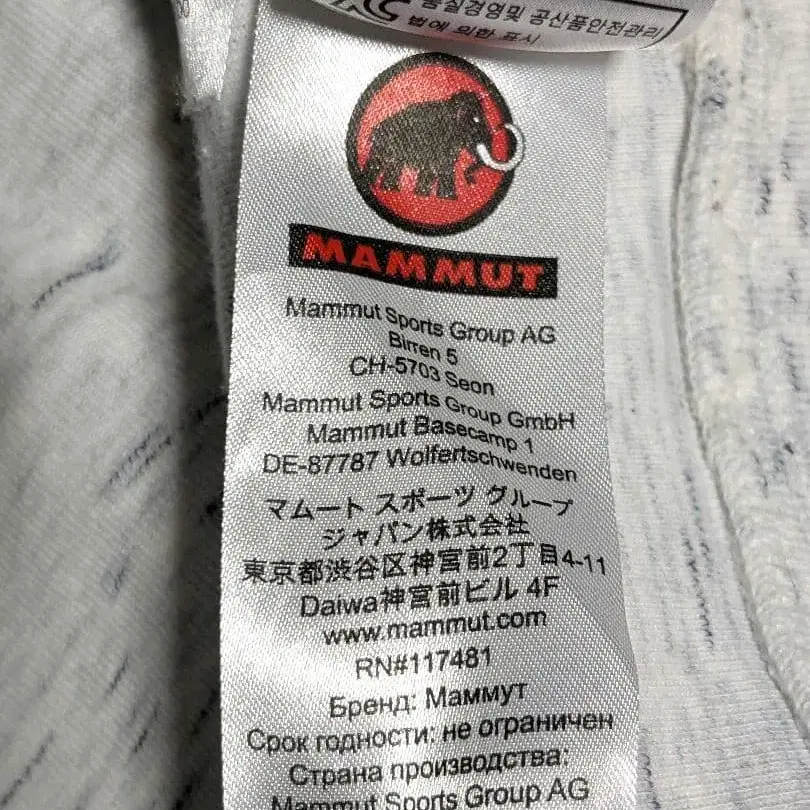 품질경영및 공산품안전관리
법에 의한 표시
MAMMUT
Mammut Sports Group AG
Birren 5
CH-5703 Seon
Mammut Sports Group GmbH
Mammut Basecamp 1
DE-87787 Wolfertschwenden
マムート スポーツ グループ
ジャパン株式会社
東京都渋谷区神宮前2丁目4-11
Daiwa神宮前ビル 4F
www.mammut.com
RN#117481
Бренд: Маммут
Срок годности: не ограничен
Страна производства:
Mammut Sports Group AG